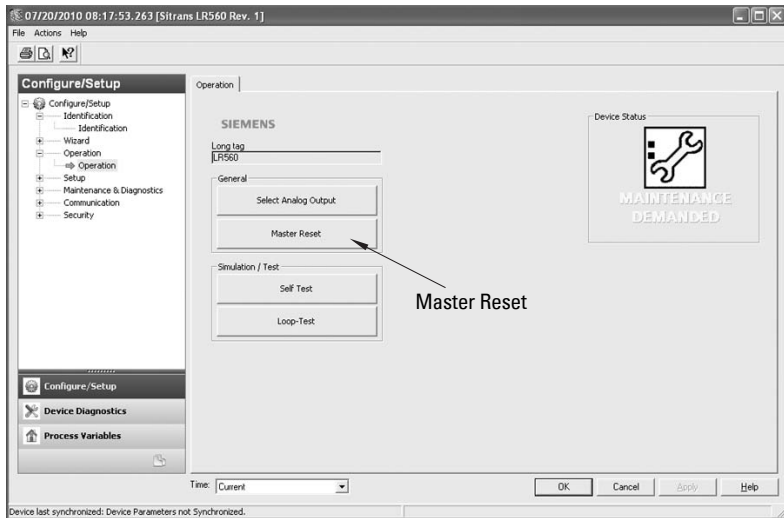 07/20/2010 08:17:53.263 [Sitrans LR560 Rev. 1]
File Actions Help
Configure/Setup
Configure/Setup
Identification
Identification
Wizard
Operation
Operation
Setup
Maintenance & Diagnostics
Communication
Security
Configure/Setup
Device Diagnostics
Process Variables
Operation
SIEMENS
Long tag
LR560
General
Select Analog Output
Master Reset
Simulation / Test
Self Test
Loop-Test
Device Status
MAINTENANCE
DEMANDED
Master Reset
Time: Current
OK Cancel Apply Help
Device last synchronized: Device Parameters not Synchronized.